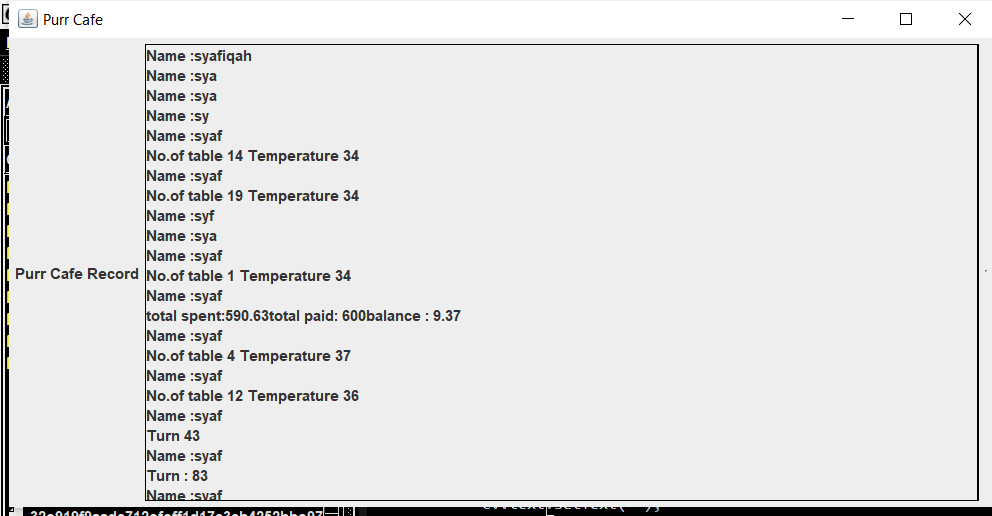 Purr Cafe
Name :syafiqah
Name :sya
Name :sya
Name :sy
Name :syaf
No.of table 14 Temperature 34
Name :syaf
No.of table 19 Temperature 34
Name :syf
Name :sya
Name :syaf
Purr Cafe Record
No.of table 1 Temperature 34
Name :syaf
total spent:590.63total paid: 600balance : 9.37
Name :syaf
No.of table 4 Temperature 37
Name :syaf
No.of table 12 Temperature 36
Name :syaf
Turn 43
Name :syaf
Turn : 83
Name :syaf